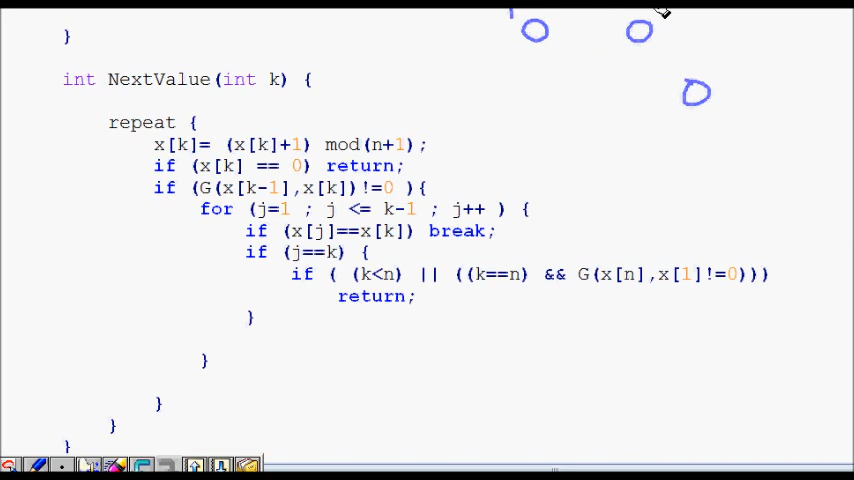 }
int NextValue(int k) {
repeat {
x[k]= (x[k]+1) mod(n+1);
if (x[k] == 0) return;
if (G(x[k-1],x[k])!=0 ){
for (j=1 ; j <= k-1 ; j++ ) {
if (x[j]==x[k]) break;
if (j==k) {
if ( (k<n) || ((k==n) && G(x[n],x[1]!=0)))
return;
}
}
}
}
}